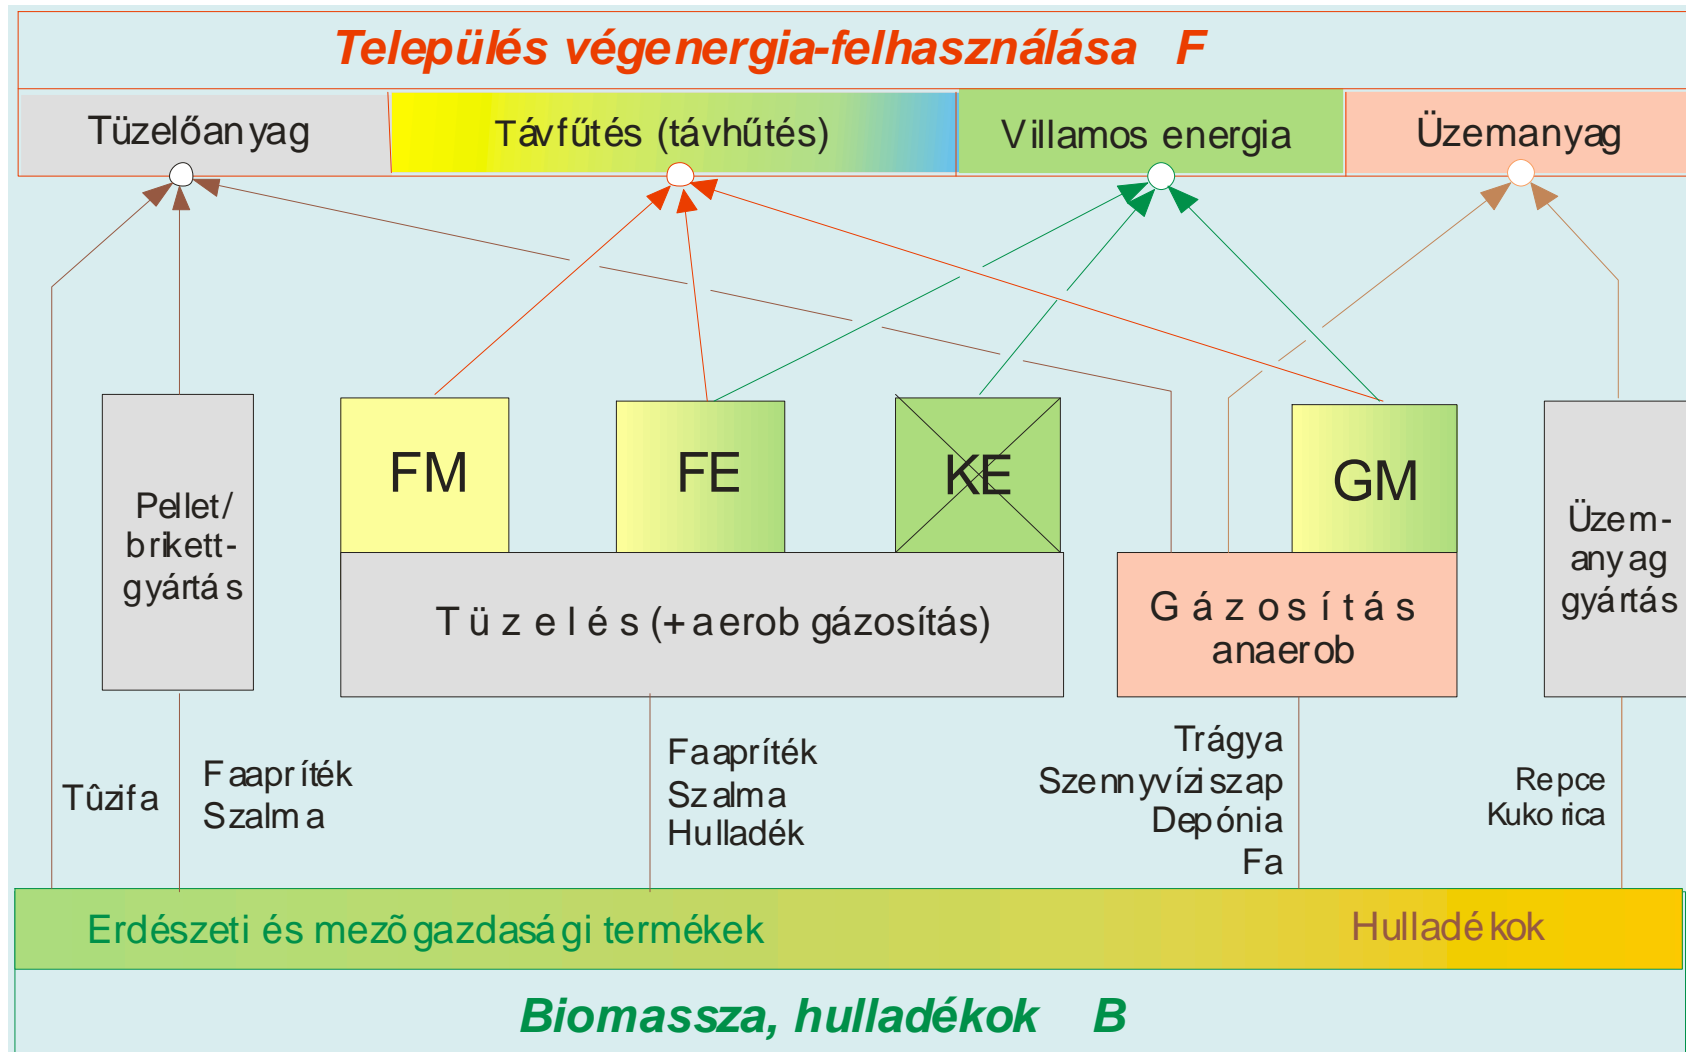 Település végenergia-felhasználása F
Tüzelőanyag
Távfűtés (távhűtés)
Villamos energia
Üzemanyag
FM
FE
KE
GM
Pellet/
brikett-
gyártás
Tüzelés (+aerob gázosítás)
Gázosítás
anaerob
Üzem-
anyag
gyártás
Tûzifa
Faapríték
Szalma
Faapríték
Szalma
Hulladék
Trágya
Szennyvíziszap
Depónia
Fa
Repce
Kukorica
Erdészeti és mezõgazdasági termékek
Hulladékok
Biomassza, hulladékok B